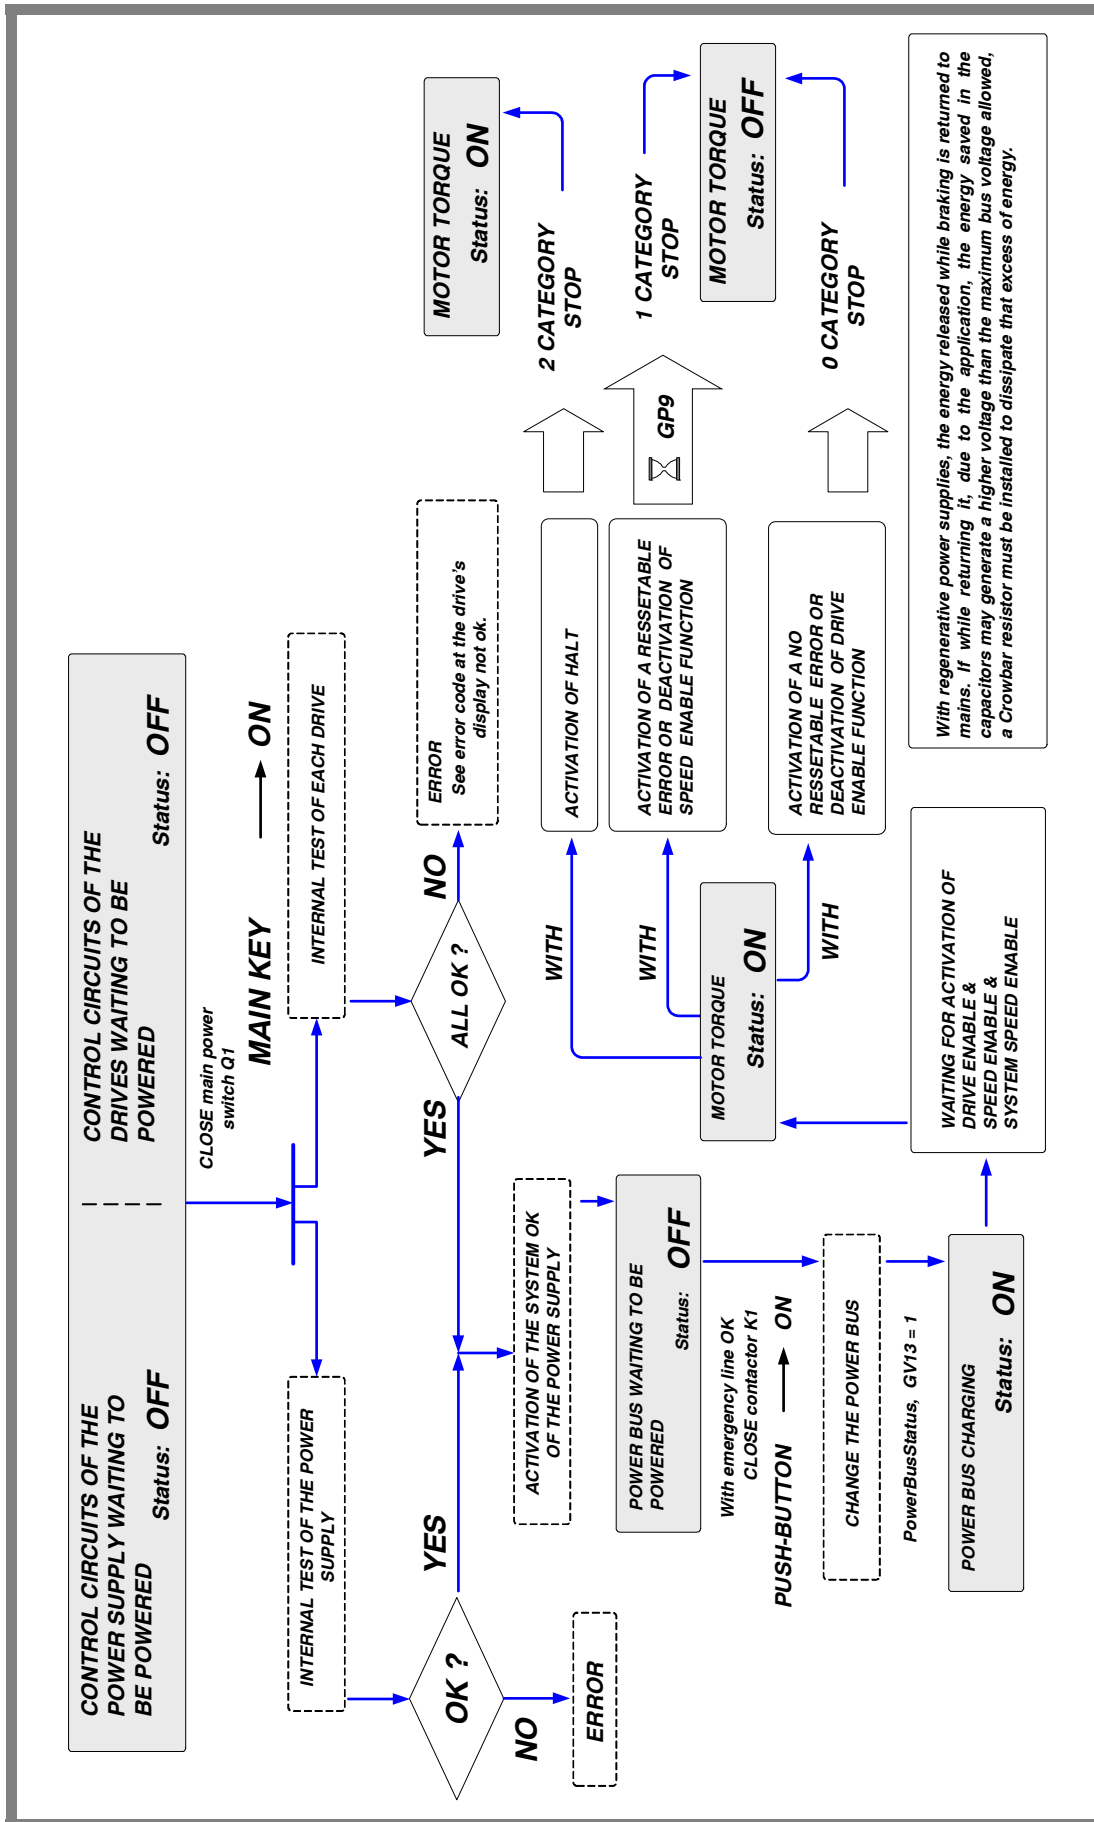 CONTROL CIRCUITS OF THE
POWER SUPPLY WAITING TO
BE POWERED
Status: OFF
CONTROL CIRCUITS OF THE
DRIVES WAITING TO BE
POWERED
Status: OFF
CLOSE main power
switch Q1
MAIN KEY
ON
INTERNAL TEST OF THE POWER
SUPPLY
INTERNAL TEST OF EACH DRIVE
OK ?
YES
NO
ERROR
ALL OK ?
YES
NO
ERROR
See error code at the drive's
display not ok.
ACTIVATION OF THE SYSTEM OK
OF THE POWER SUPPLY
POWER BUS WAITING TO BE
POWERED
Status: OFF
With emergency line OK
CLOSE contactor K1
PUSH-BUTTON
ON
CHANGE THE POWER BUS
PowerBusStatus, GV13 = 1
POWER BUS CHARGING
Status: ON
WAITING FOR ACTIVATION OF
DRIVE ENABLE &
SPEED ENABLE &
SYSTEM SPEED ENABLE
MOTOR TORQUE
Status: ON
WITH
WITH
WITH
ACTIVATION OF HALT
ACTIVATION OF A RESSETABLE
ERROR OR DEACTIVATION OF
SPEED ENABLE FUNCTION
ACTIVATION OF A NO
RESSETABLE ERROR OR
DEACTIVATION OF DRIVE
ENABLE FUNCTION
GP9
2 CATEGORY
STOP
1 CATEGORY
STOP
0 CATEGORY
STOP
MOTOR TORQUE
Status: ON
MOTOR TORQUE
Status: OFF
With regenerative power supplies, the energy released while braking is returned to
mains. If while returning it, due to the application, the energy saved in the
capacitors may generate a higher voltage than the maximum bus voltage allowed,
a Crowbar resistor must be installed to dissipate that excess of energy.